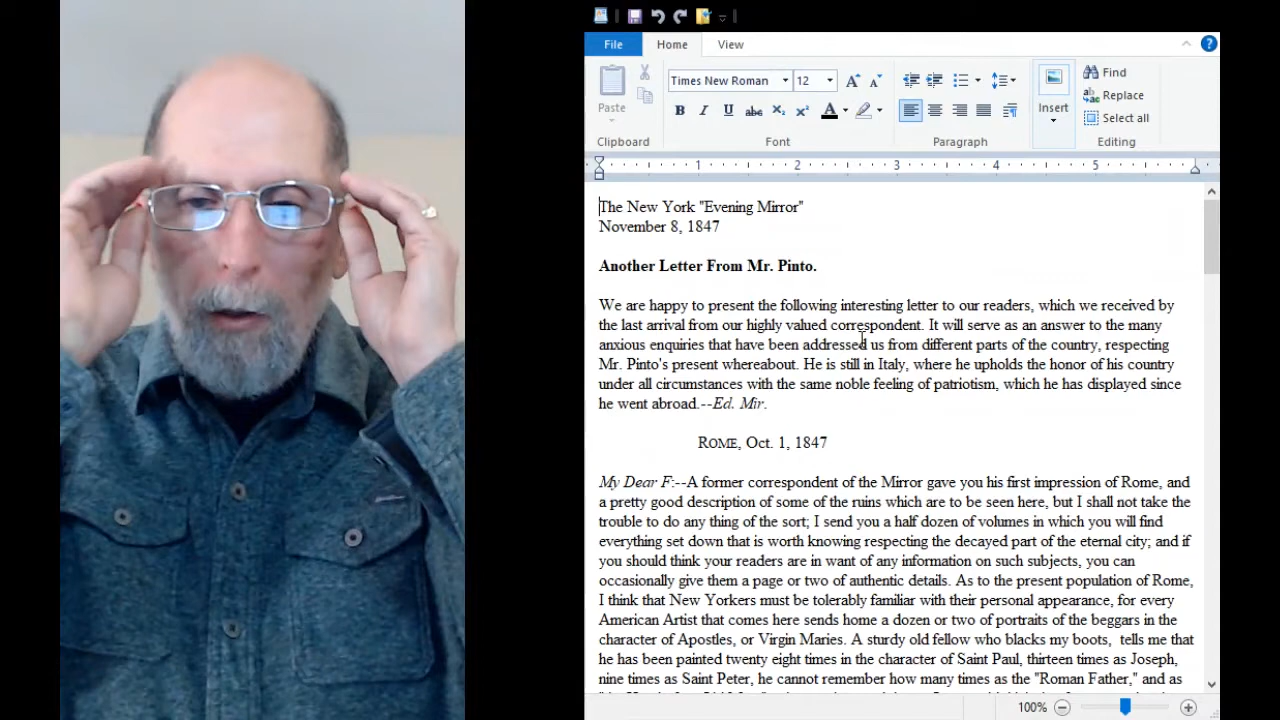 File
Home
View
Times New Roman
12
Find
Replace
Select all
Paste
Insert
B I U abc X₂ X² A
Clipboard
Font
Paragraph
Editing
1 2 3 4 5
The New York "Evening Mirror"
November 8, 1847
Another Letter From Mr. Pinto.
We are happy to present the following interesting letter to our readers, which we received by
the last arrival from our highly valued correspondent. It will serve as an answer to the many
anxious enquiries that have been addressed us from different parts of the country, respecting
Mr. Pinto's present whereabout. He is still in Italy, where he upholds the honor of his country
under all circumstances with the same noble feeling of patriotism, which he has displayed since
he went abroad.--Ed. Mir.
ROME, Oct. 1, 1847
My Dear F:--A former correspondent of the Mirror gave you his first impression of Rome, and
a pretty good description of some of the ruins which are to be seen here, but I shall not take the
trouble to do any thing of the sort; I send you a half dozen of volumes in which you will find
everything set down that is worth knowing respecting the decayed part of the eternal city; and if
you should think your readers are in want of any information on such subjects, you can
occasionally give them a page or two of authentic details. As to the present population of Rome,
I think that New Yorkers must be tolerably familiar with their personal appearance, for every
American Artist that comes here sends home a dozen or two of portraits of the beggars in the
character of Apostles, or Virgin Maries. A sturdy old fellow who blacks my boots, tells me that
he has been painted twenty eight times in the character of Saint Paul, thirteen times as Joseph,
nine times as Saint Peter, he cannot remember how many times as the "Roman Father," and as
100%